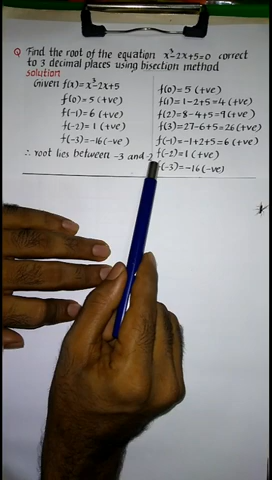 Q Find the root of the equation x³-2x+5=0 correct
to 3 decimal places using bisection method
solution
Given f(x)=x³-2x+5
f(0)=5 (+ve)
f(-1)=6 (+ve)
f(-2)=1 (+ve)
f(-3)=-16(-ve)
∴ root lies between -3 and -2
f(0)=5 (+ve)
f(1)=1-2+5=4 (+ve)
f(2)=8-4+5=9(+ve)
f(3)=27-6+5=26(+ve)
f(-1)=-1+2+5=6 (+ve)
f(-2)=1(+ve)
f(-3)=-16(-ve)